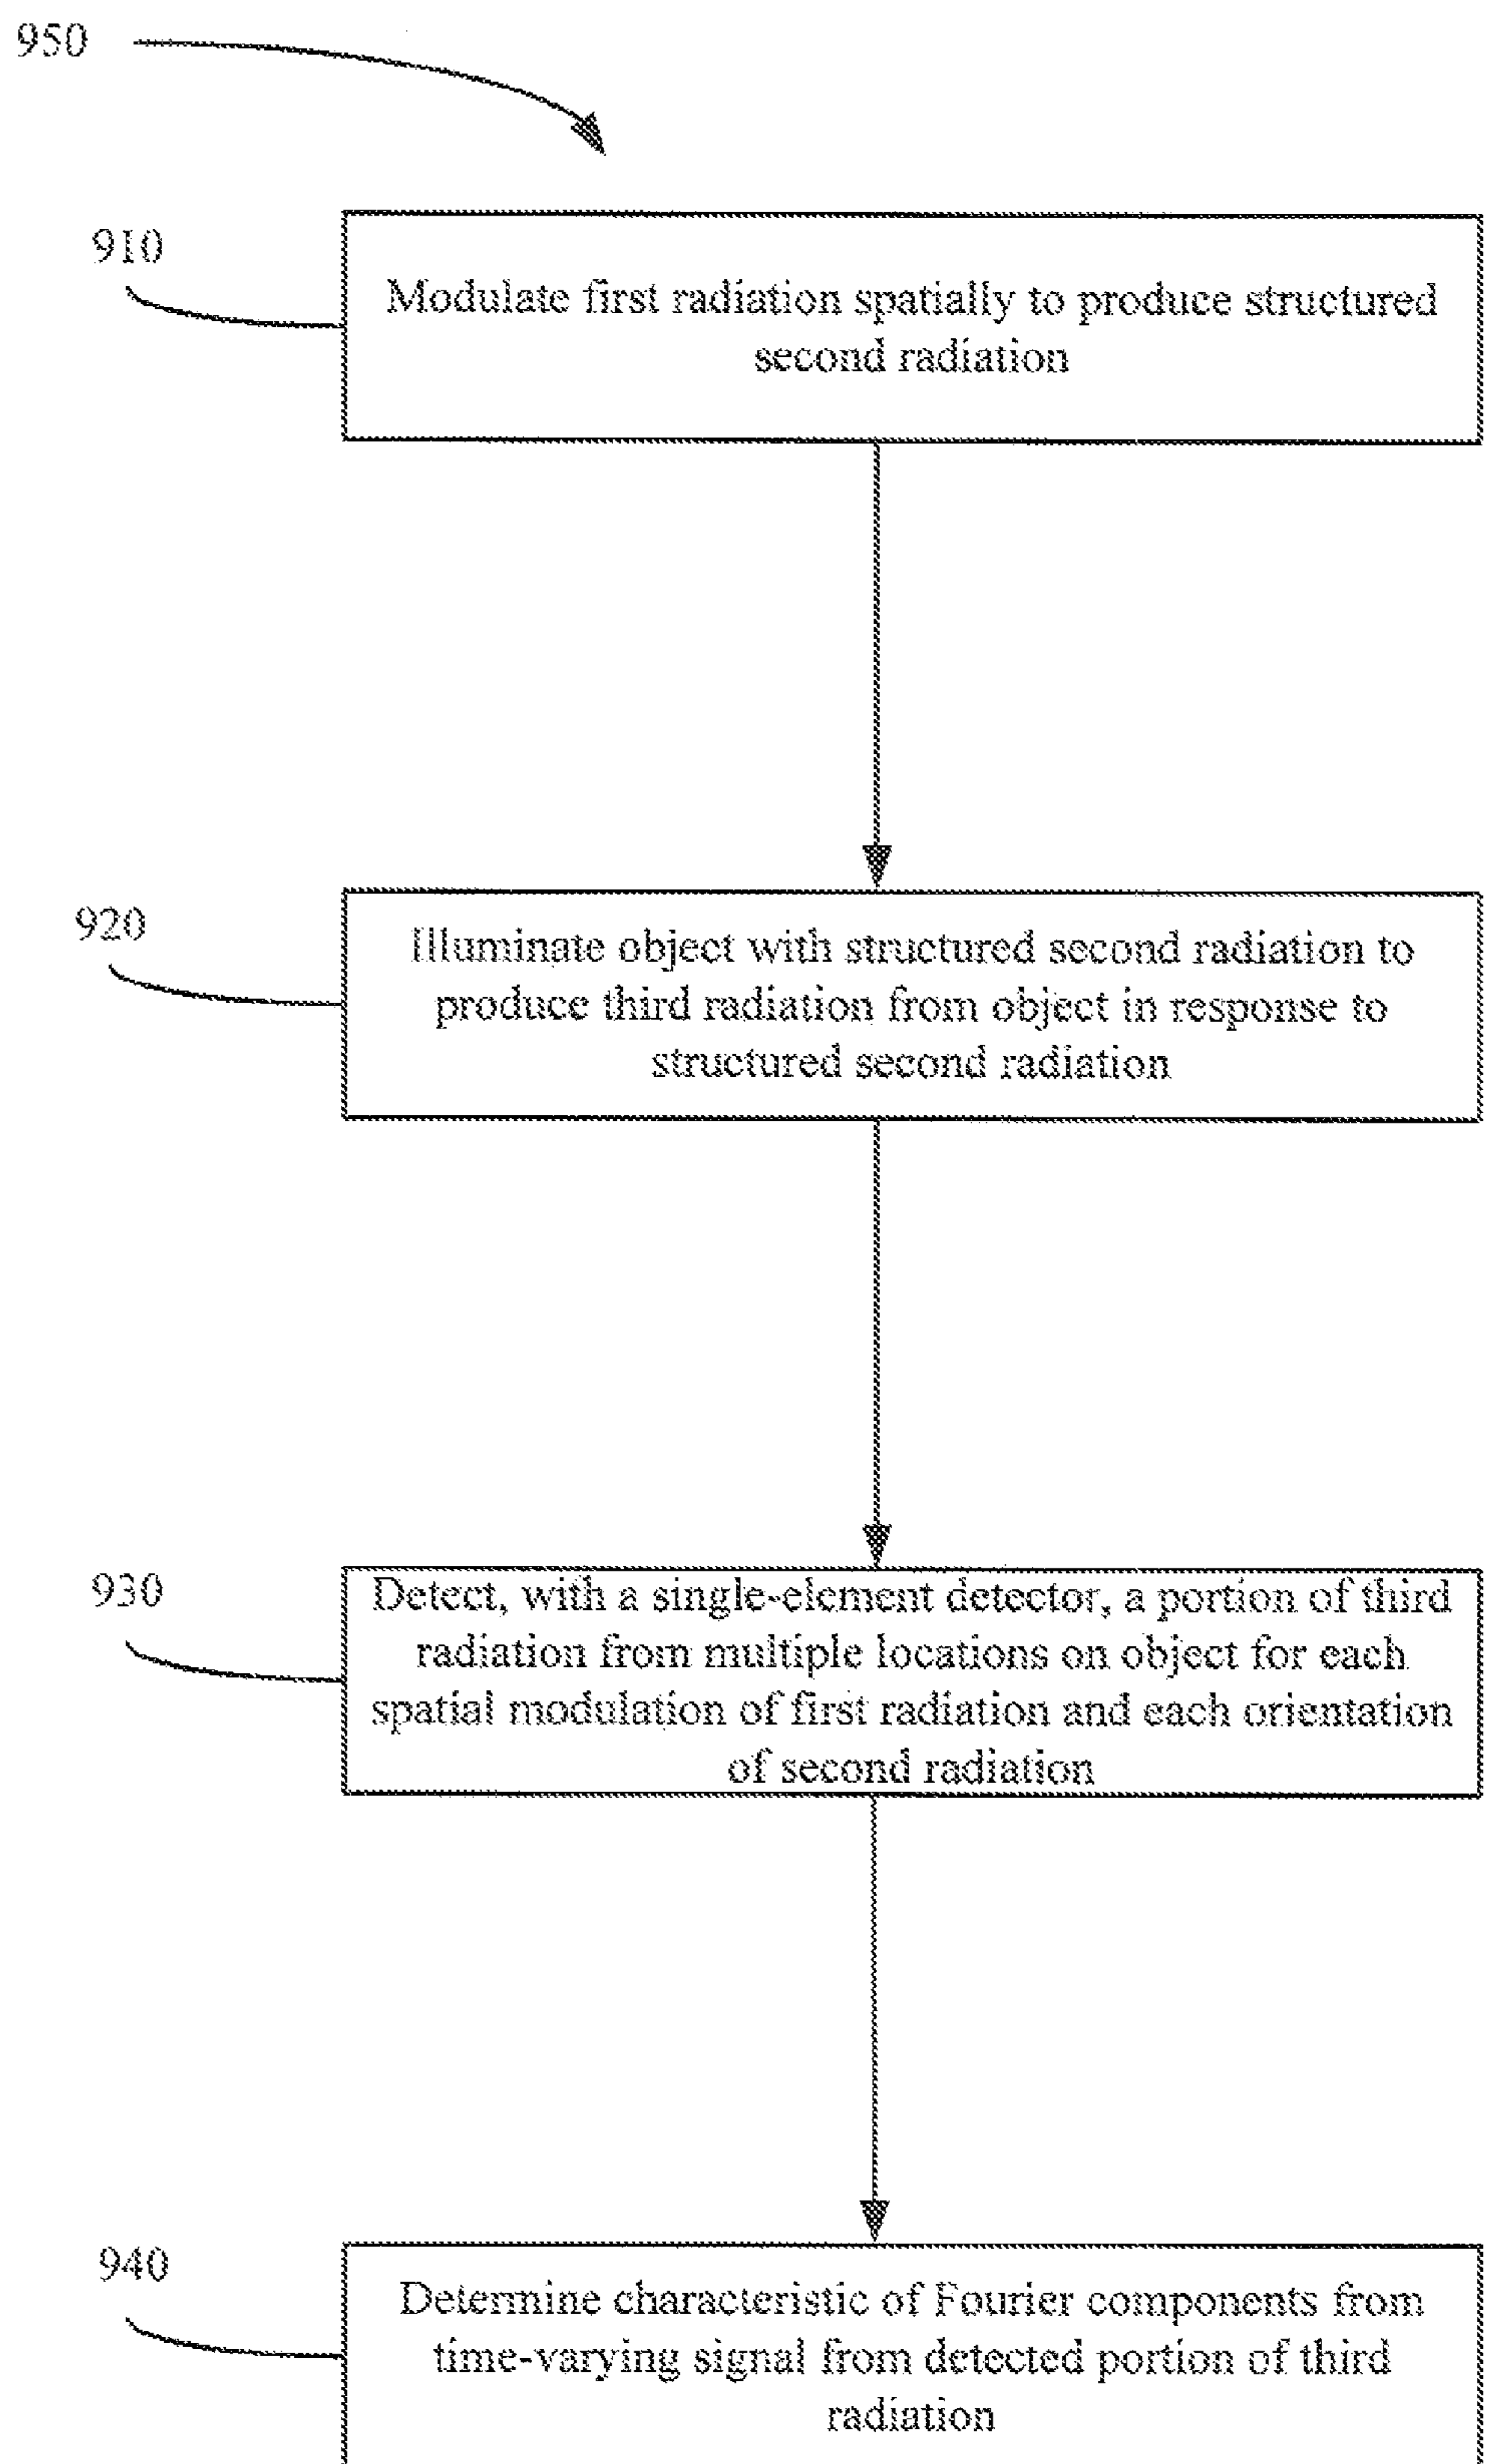 950
910
Modulate first radiation spatially to produce structured
second radiation
920
Illuminate object with structured second radiation to
produce third radiation from object in response to
structured second radiation
930
Detect, with a single-element detector, a portion of third
radiation from multiple locations on object for each
spatial modulation of first radiation and each orientation
of second radiation
940
Determine characteristic of Fourier components from
time-varying signal from detected portion of third
radiation